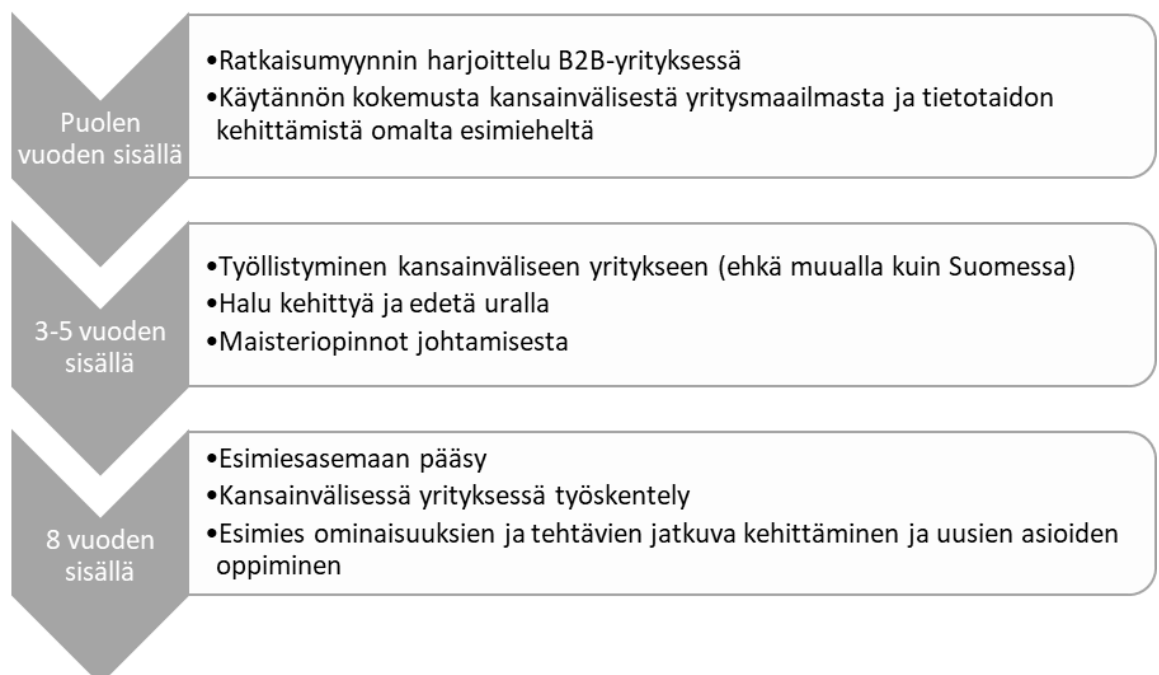 Puolen
vuoden sisällä
•Ratkaisumyynnin harjoittelu B2B-yrityksessä
•Käytännön kokemusta kansainvälisestä yritysmaailmasta ja tietotaidon
kehittämistä omalta esimieheltä
3-5 vuoden
sisällä
•Työllistyminen kansainväliseen yritykseen (ehkä muualla kuin Suomessa)
•Halu kehittyä ja edetä uralla
•Maisteriopinnot johtamisesta
8 vuoden
sisällä
•Esimiesasemaan pääsy
•Kansainvälisessä yrityksessä työskentely
•Esimies ominaisuuksien ja tehtävien jatkuva kehittäminen ja uusien asioiden
oppiminen